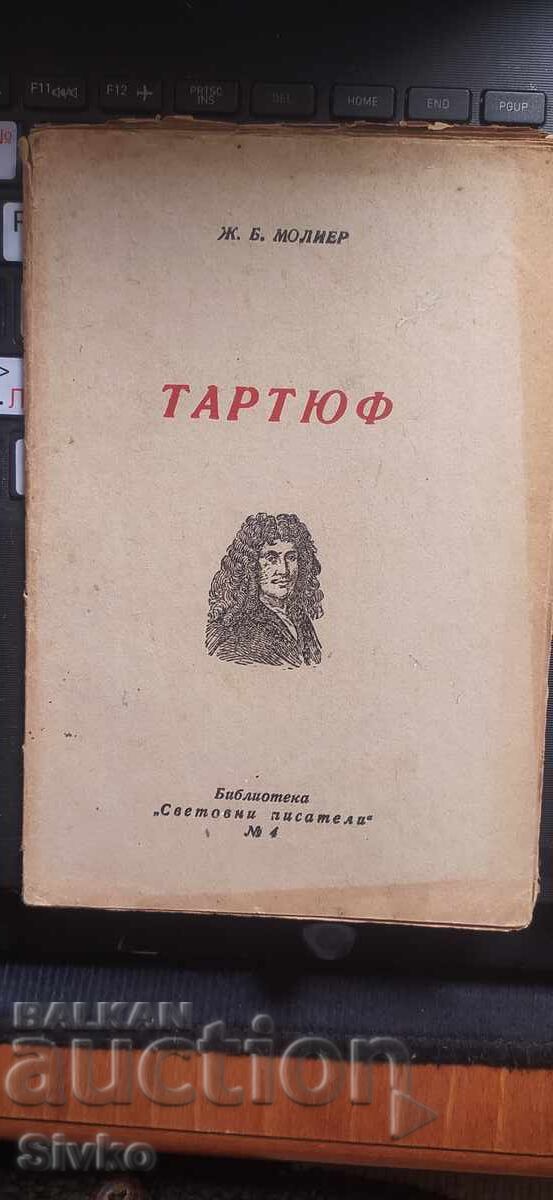 F11
F12
PRTSC
INS
DEL
HOME
END
PGUP
Ж. Б. МОЛИЕР
ТАРТЮФ
Библиотека
„Световни писатели“
№ 4
BALKAN
auction
Sivko